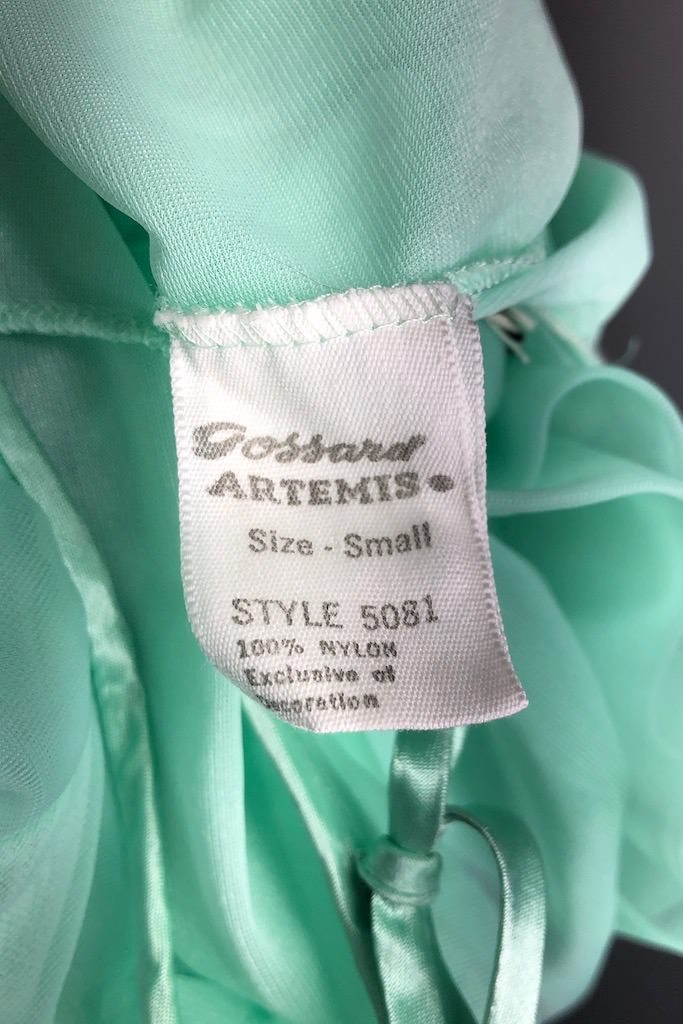 Gossard
ARTEMIS
Size - Small
STYLE 5081
100% NYLON
Exclusive of
Decoration